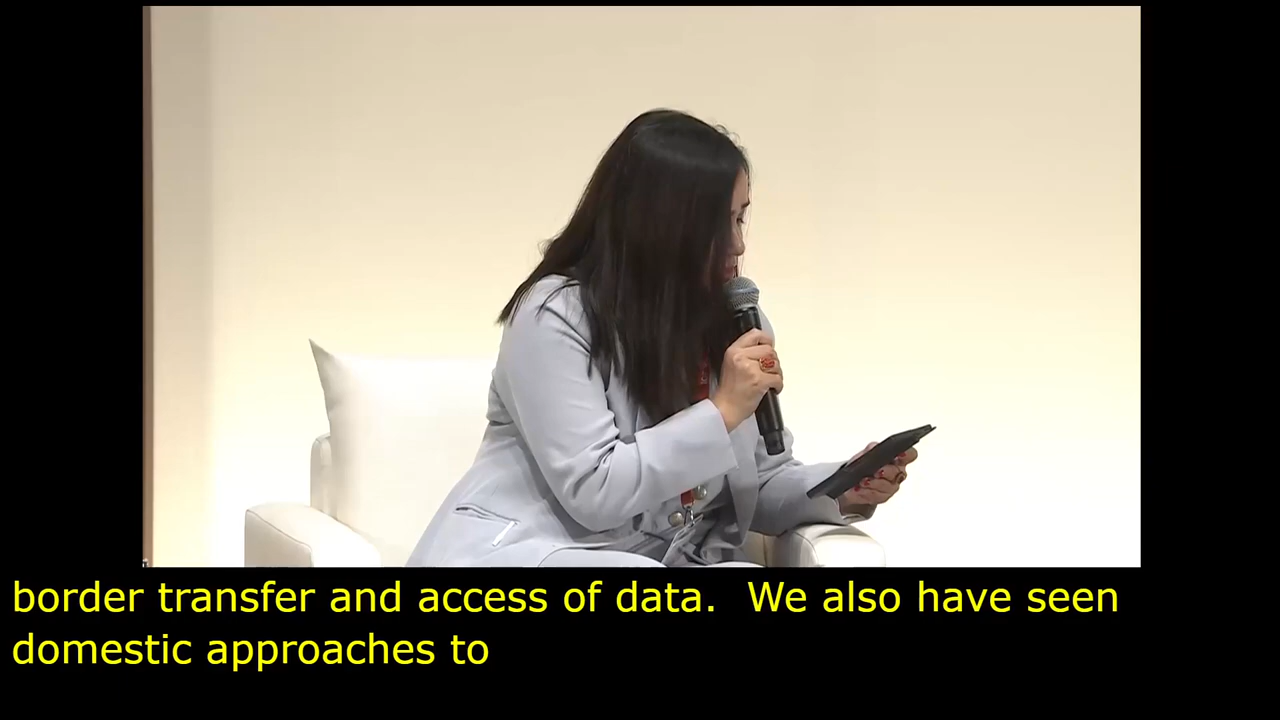 border transfer and access of data.  We also have seen
domestic approaches to